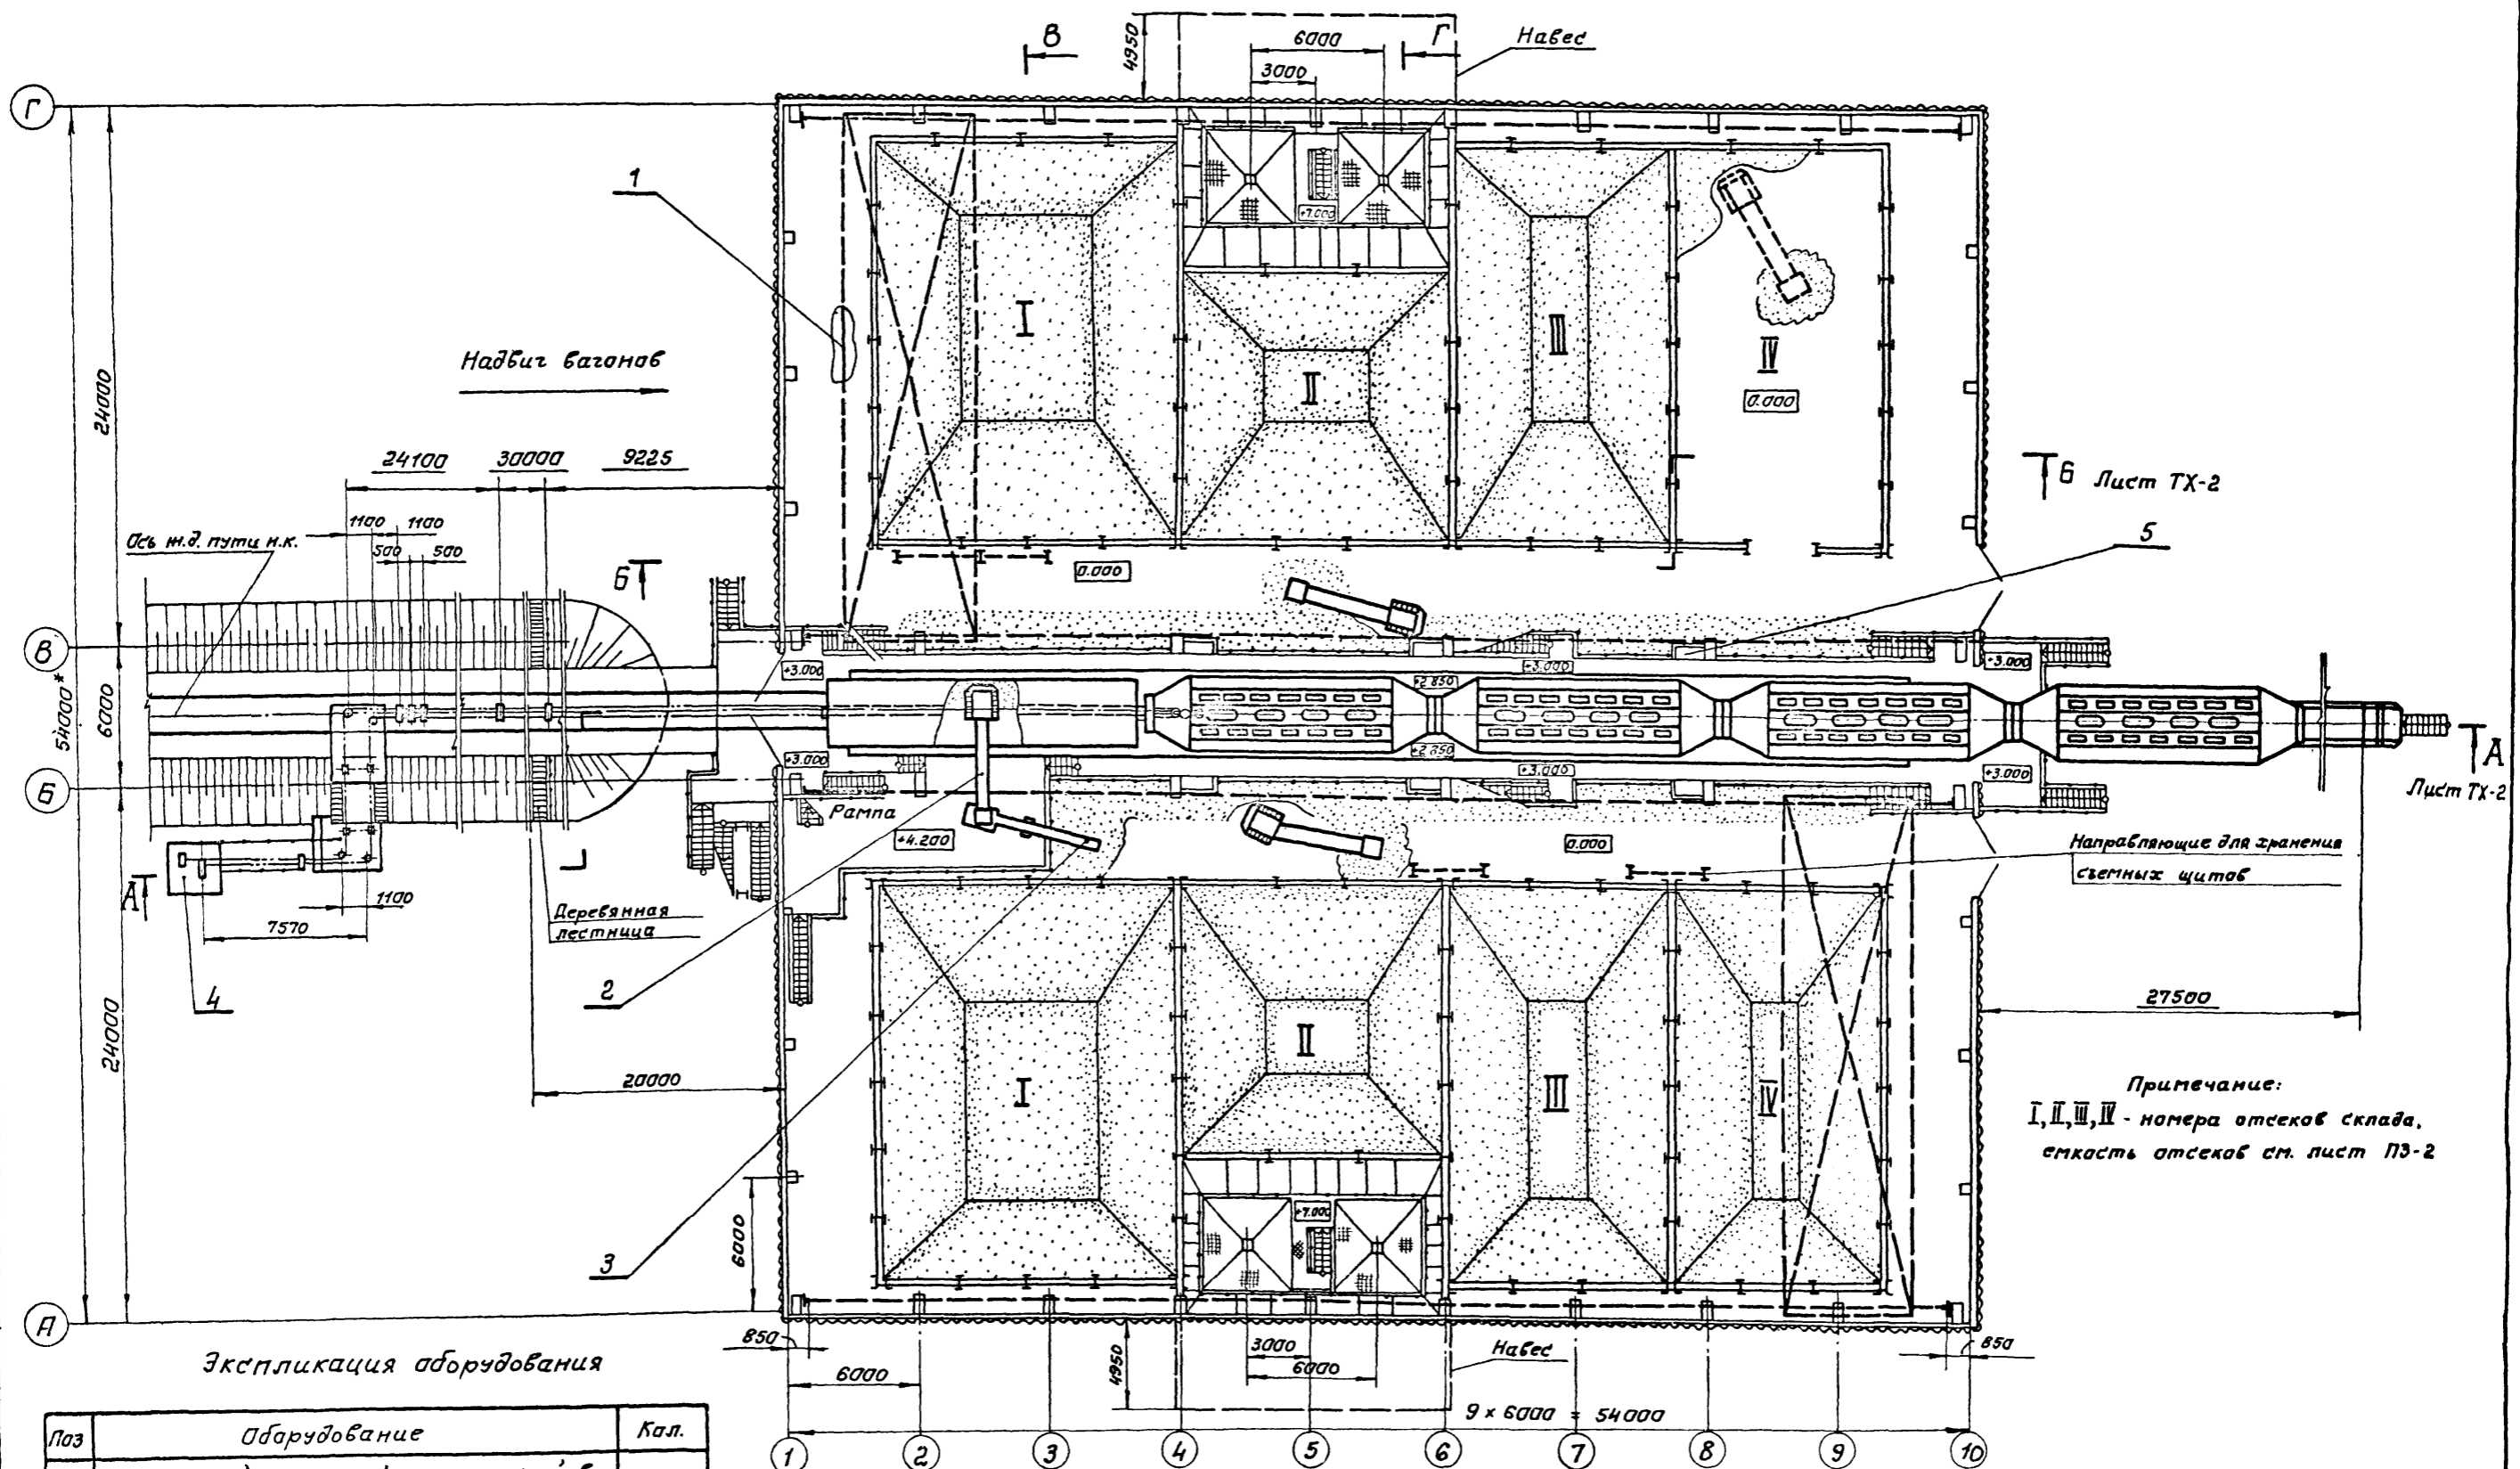 В
Г
4950
6000
3000
Навес
Г
1
+7.000
24000
Надвиг вагонов
I
II
III
IV
0.000
24100
30000
9225
Б Лист ТХ-2
1100
1100
500
500
Ось ж.д. пути н.к.
5
Б
0.000
В
54000*
6000
+3.000
+3.000
+2.850
+3.000
+2.850
+3.000
+3.000
+3.000
А
Лист ТХ-2
Б
Рампа
+4.200
0.000
Направляющие для хранения
съемных щитов
А
1100
7570
Деревянная
лестница
4
2
24000
20000
27500
I
II
III
IV
Примечание:
I, II, III, IV - номера отсеков склада,
емкость отсеков см. лист ПЗ-2
6000
3
+7.000
А
850
6000
4950
3000
6000
Навес
850
9 x 6000 = 54000
Экспликация оборудования
Поз
Оборудование
Кол.
1
2
3
4
5
6
7
8
9
10